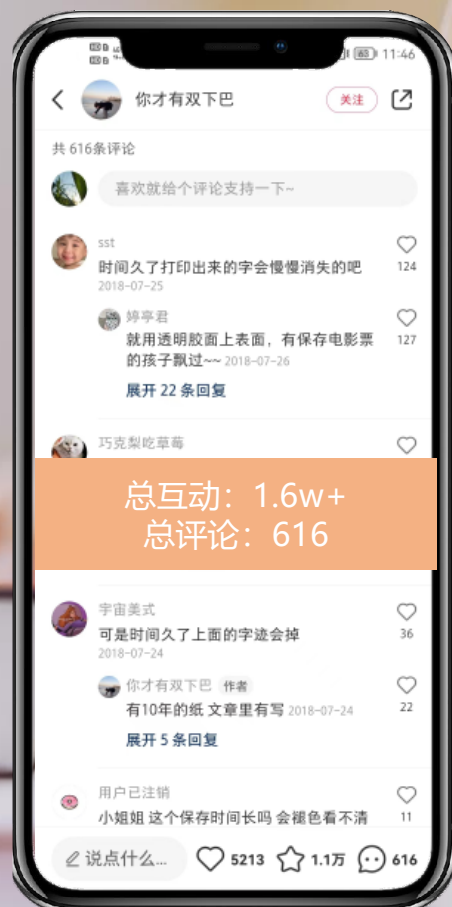 11:46
63
你才有双下巴
关注
共 616条评论
喜欢就给个评论支持一下~
sst
时间久了打印出来的字会慢慢消失的吧
124
2018-07-25
婷亭君
就用透明胶面上表面，有保存电影票
127
的孩子飘过~~ 2018-07-26
展开 22 条回复
巧克梨吃草莓
总互动：1.6w+
总评论：616
宇宙美式
可是时间久了上面的字迹会掉
36
2018-07-24
你才有双下巴 作者
有10年的纸 文章里有写 2018-07-24
22
展开 5 条回复
用户已注销
小姐姐 这个保存时间长吗 会褪色看不清
11
说点什么... 5213 1.1万 616